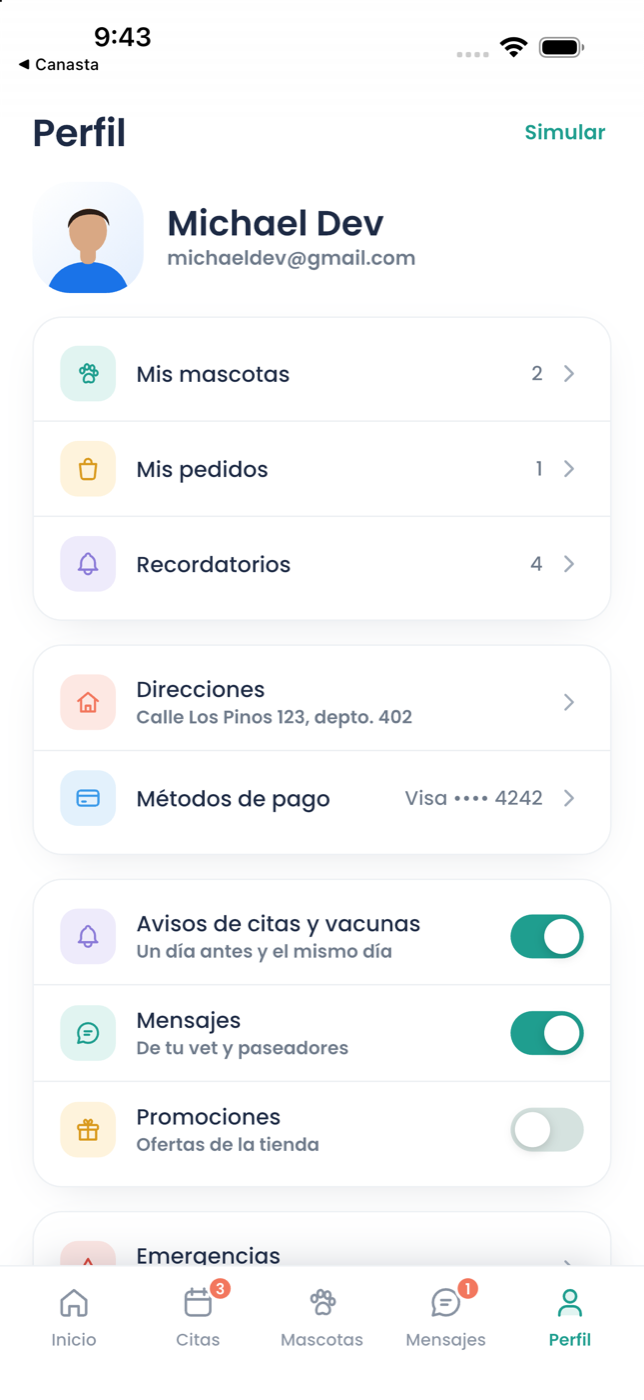 9:43
◀ Canasta
Perfil
Simular
Michael Dev
michaeldev@gmail.com
Mis mascotas 2
Mis pedidos 1
Recordatorios 4
Direcciones
Calle Los Pinos 123, depto. 402
Métodos de pago Visa •••• 4242
Avisos de citas y vacunas
Un día antes y el mismo día
Mensajes
De tu vet y paseadores
Promociones
Ofertas de la tienda
Emergencias
3 1
Inicio Citas Mascotas Mensajes Perfil